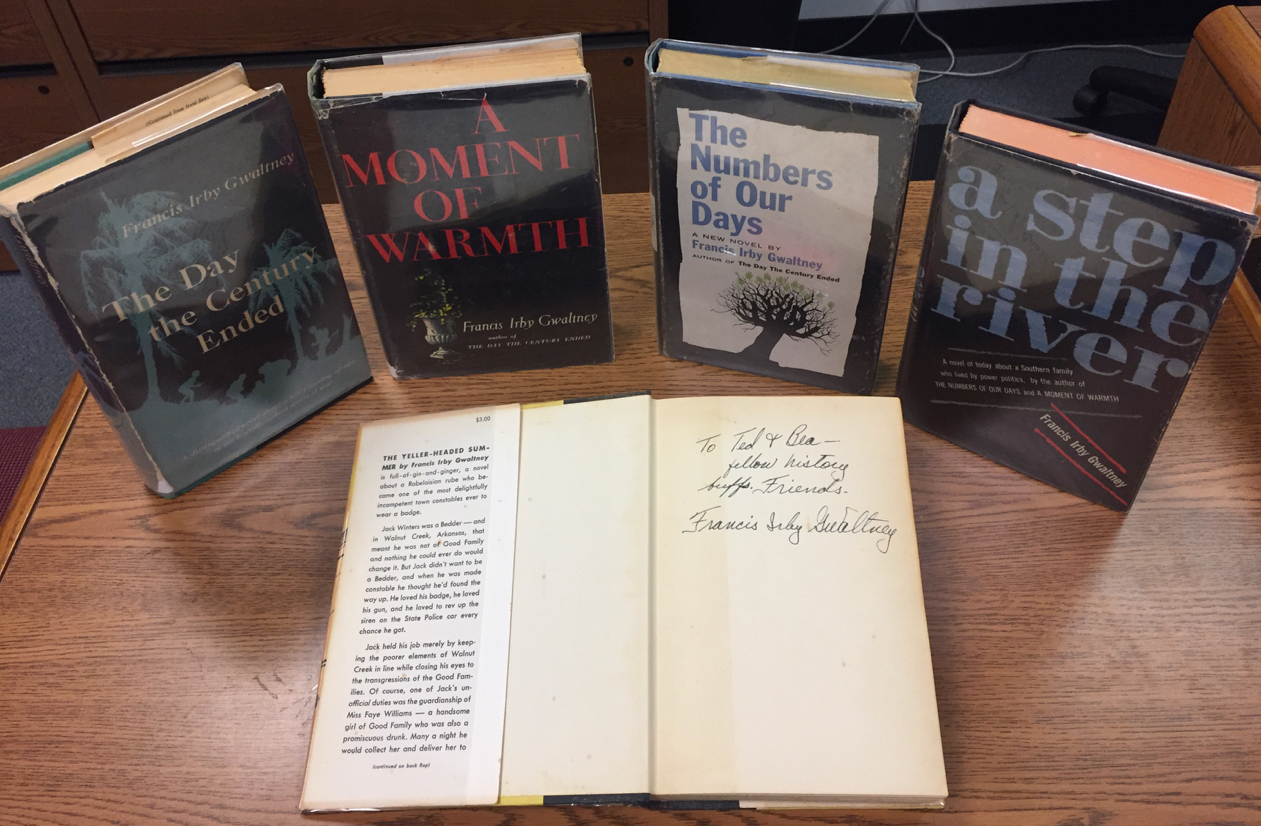 (Continued from front flap)
Francis Irby Gwaltney
The Day
the Century
Ended
A
MOMENT
OF
WARMTH
Francis Irby Gwaltney
author of
THE DAY THE CENTURY ENDED
The
Numbers
of Our
Days
A NEW NOVEL BY
Francis Irby Gwaltney
AUTHOR OF The Day The Century Ended
a step
in the
river
A novel of today about a Southern family
who lived by power politics, by the author of
THE NUMBERS OF OUR DAYS and A MOMENT OF WARMTH
Francis Irby Gwaltney
$3.00
THE YELLER-HEADED SUM-
MER by Francis Irby Gwaltney
is full-of-gin-and-ginger, a novel
about a Rabelaisian rube who be-
came one of the most delightfully
incompetent town constables ever to
wear a badge.
Jack Winters was a Bedder — and
in Walnut Creek, Arkansas, that
meant he was not of Good Family
and nothing he could ever do would
change it. But Jack didn't want to be
a Bedder, and when he was made
constable he thought he'd found the
way up. He loved his badge, he loved
his gun, and he loved to rev up the
siren on the State Police car every
chance he got.
Jack held his job merely by keep-
ing the poorer elements of Walnut
Creek in line while closing his eyes to
the transgressions of the Good Fam-
ilies. Of course, one of Jack's un-
official duties was the guardianship of
Miss Faye Williams — a handsome
girl of Good Family who was also a
promiscuous drunk. Many a night he
would collect her and deliver her to
(continued on back flap)
To Ted & Bea—
fellow history
buffs. Friends.
Francis Irby Gwaltney